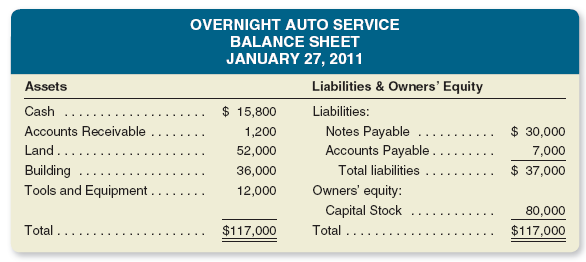 OVERNIGHT AUTO SERVICE
BALANCE SHEET
JANUARY 27, 2011
Assets Liabilities & Owners' Equity
Cash . . . . . . . . . . . . . . . . . . . . $ 15,800 Liabilities:
Accounts Receivable . . . . . . . . 1,200 Notes Payable . . . . . . . . . . . $ 30,000
Land . . . . . . . . . . . . . . . . . . . . . 52,000 Accounts Payable . . . . . . . . . 7,000
Building . . . . . . . . . . . . . . . . . . 36,000 Total liabilities . . . . . . . . . . $ 37,000
Tools and Equipment . . . . . . . . 12,000 Owners' equity:
Capital Stock . . . . . . . . . . . . 80,000
Total . . . . . . . . . . . . . . . . . . . . . $117,000 Total . . . . . . . . . . . . . . . . . . . . . $117,000